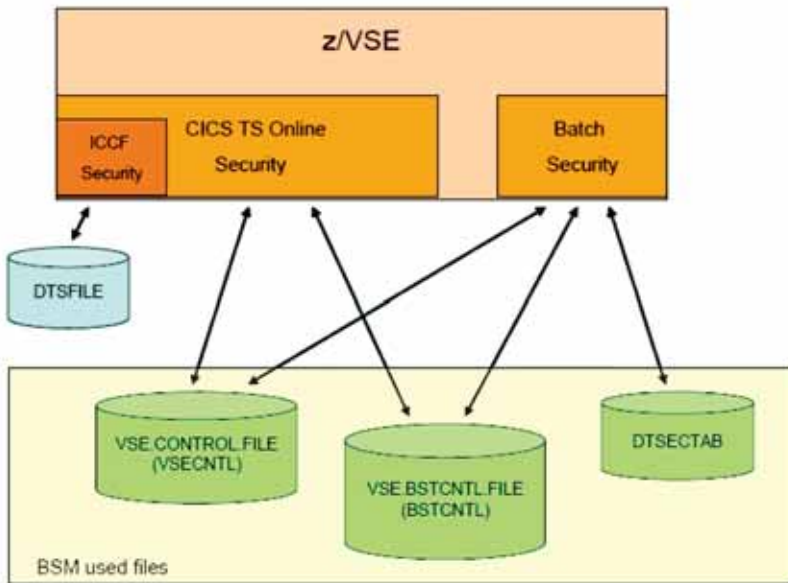 z/VSE
CICS TS Online
Security
ICCF
Security
Batch
Security
DTSFILE
VSE.CONTROL.FILE
(VSECNTL)
VSE.BSTCNTL.FILE
(BSTCNTL)
DTSECTAB
BSM used files